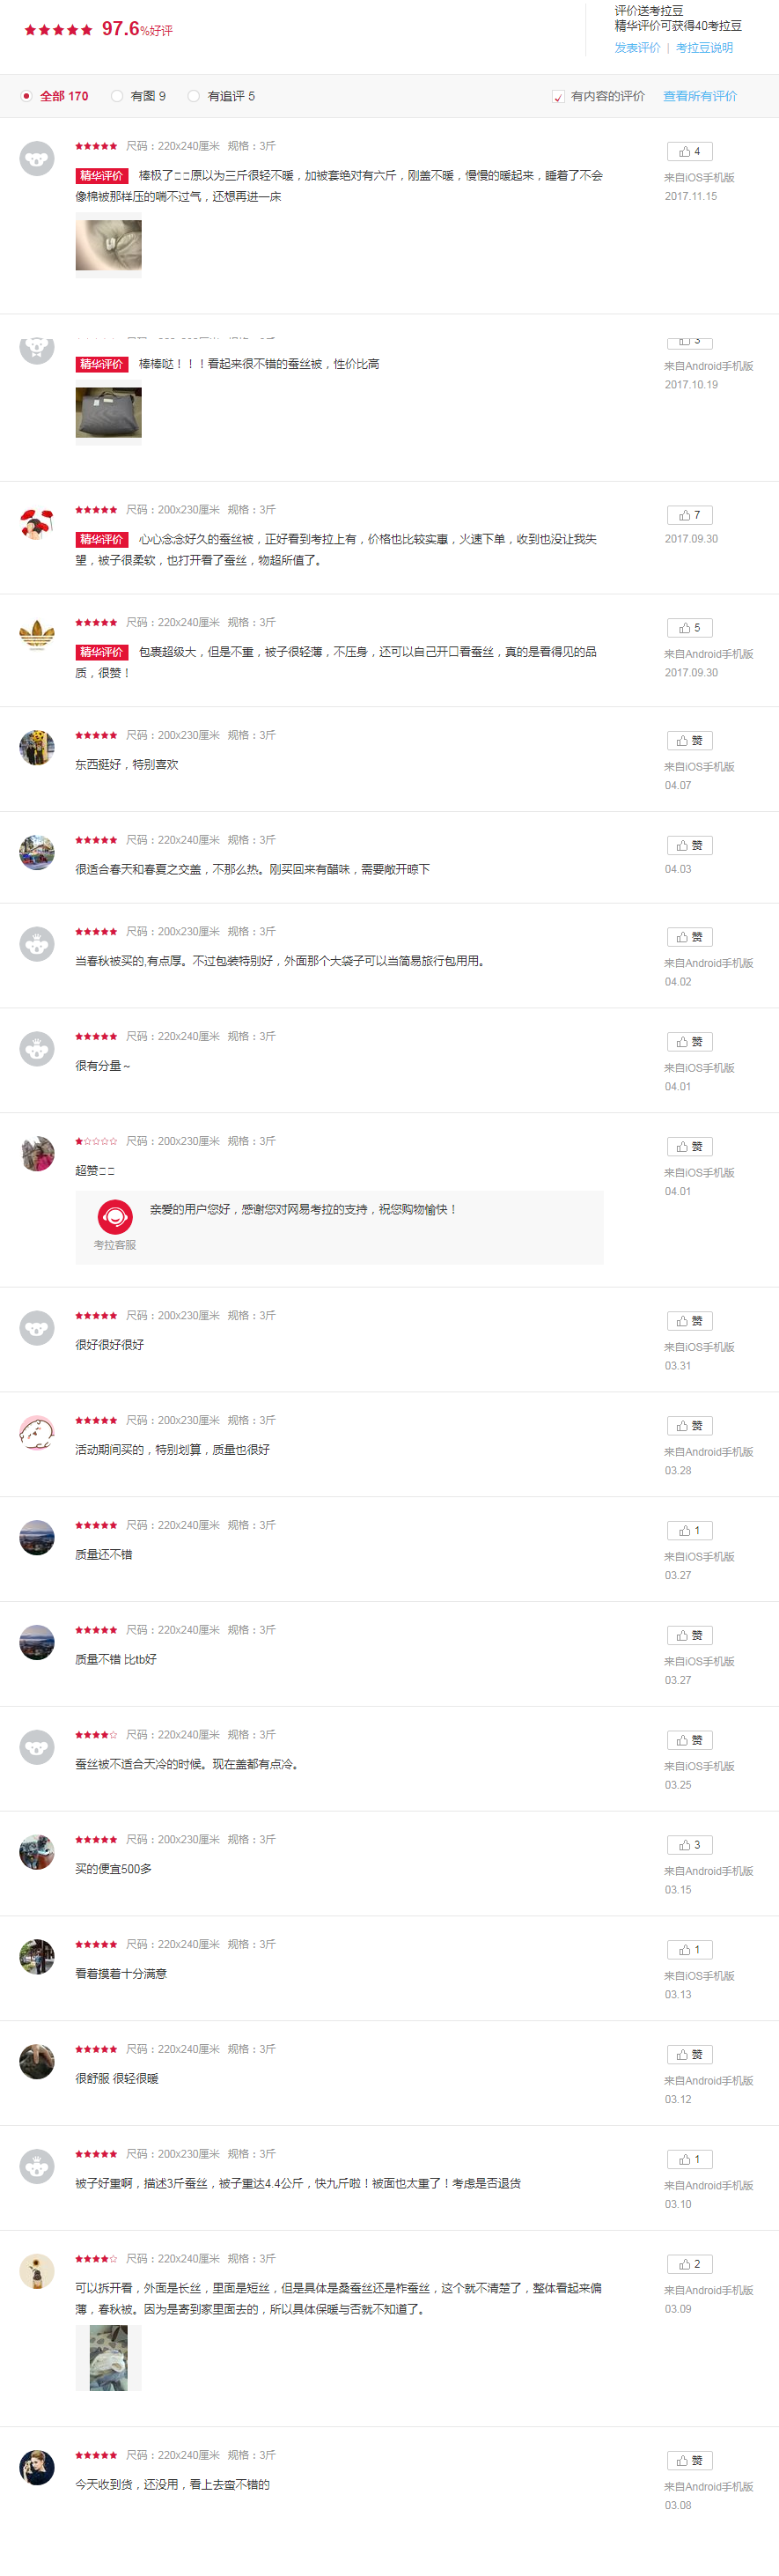 97.6%好评
评价送考拉豆
精华评价可获得40考拉豆
发表评价 | 考拉豆说明
全部 170 有图 9 有追评 5 有内容的评价 查看所有评价
尺码：220x240厘米 规格：3斤
4
精华评价 棒极了ここ原以为三斤很轻不暖，加被套绝对有六斤，刚盖不暖，慢慢的暖起来，睡着了不会
像棉被那样压的喘不过气，还想再进一床
来自iOS手机版
2017.11.15
3
精华评价 棒棒哒！！！看起来很不错的蚕丝被，性价比高
来自Android手机版
2017.10.19
尺码：200x230厘米 规格：3斤
7
精华评价 心心念念好久的蚕丝被，正好看到考拉上有，价格也比较实惠，火速下单，收到也没让我失
望，被子很柔软，也打开看了蚕丝，物超所值了。
2017.09.30
尺码：220x240厘米 规格：3斤
5
精华评价 包裹超级大，但是不重，被子很轻薄，不压身，还可以自己开口看蚕丝，真的是看得见的品
质，很赞！
来自Android手机版
2017.09.30
尺码：200x230厘米 规格：3斤
赞
东西挺好，特别喜欢
来自iOS手机版
04.07
尺码：220x240厘米 规格：3斤
赞
很适合春天和春夏之交盖，不那么热。刚买回来有醋味，需要敞开晾下
04.03
尺码：200x230厘米 规格：3斤
赞
当春秋被买的,有点厚。不过包装特别好，外面那个大袋子可以当简易旅行包用用。
来自Android手机版
04.02
尺码：220x240厘米 规格：3斤
赞
很有分量～
来自iOS手机版
04.01
尺码：200x230厘米 规格：3斤
赞
超赞ここ
来自iOS手机版
04.01
亲爱的用户您好，感谢您对网易考拉的支持，祝您购物愉快！
考拉客服
尺码：200x230厘米 规格：3斤
赞
很好很好很好
来自iOS手机版
03.31
尺码：200x230厘米 规格：3斤
赞
活动期间买的，特别划算，质量也很好
来自Android手机版
03.28
尺码：220x240厘米 规格：3斤
1
质量还不错
来自iOS手机版
03.27
尺码：220x240厘米 规格：3斤
赞
质量不错 比tb好
来自iOS手机版
03.27
尺码：220x240厘米 规格：3斤
赞
蚕丝被不适合天冷的时候。现在盖都有点冷。
来自iOS手机版
03.25
尺码：200x230厘米 规格：3斤
3
买的便宜500多
来自Android手机版
03.15
尺码：220x240厘米 规格：3斤
1
看着摸着十分满意
来自iOS手机版
03.13
尺码：220x240厘米 规格：3斤
赞
很舒服 很轻很暖
来自Android手机版
03.12
尺码：200x230厘米 规格：3斤
1
被子好重啊，描述3斤蚕丝，被子重达4.4公斤，快九斤啦！被面也太重了！考虑是否退货
来自Android手机版
03.10
尺码：220x240厘米 规格：3斤
2
可以拆开看，外面是长丝，里面是短丝，但是具体是桑蚕丝还是柞蚕丝，这个就不清楚了，整体看起来偏
薄，春秋被。因为是寄到家里面去的，所以具体保暖与否就不知道了。
来自Android手机版
03.09
尺码：220x240厘米 规格：3斤
赞
今天收到货，还没用，看上去蛮不错的
来自Android手机版
03.08